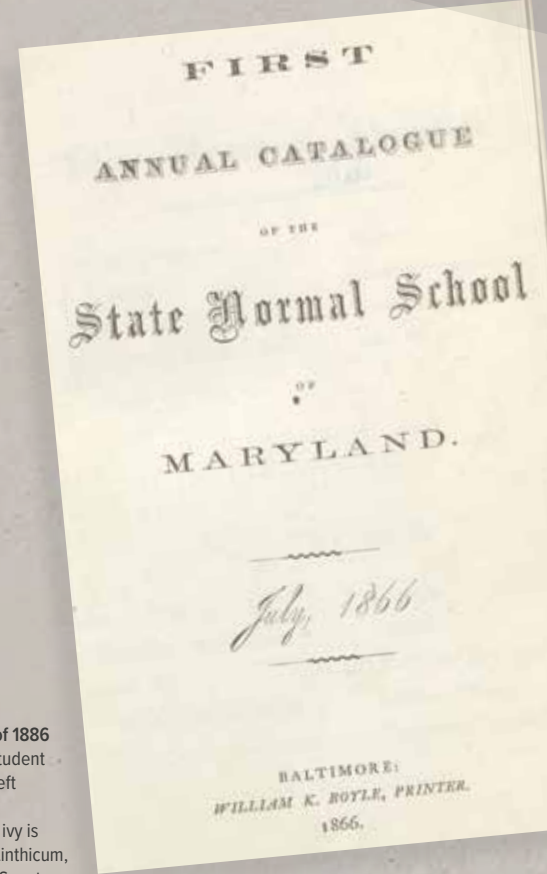 FIRST
ANNUAL CATALOGUE
OF THE
State Normal School
OF
MARYLAND.
July, 1866
BALTIMORE:
WILLIAM K. BOYLE, PRINTER.
1866.
of 1886
tudent
eft
ivy is
inthicum,